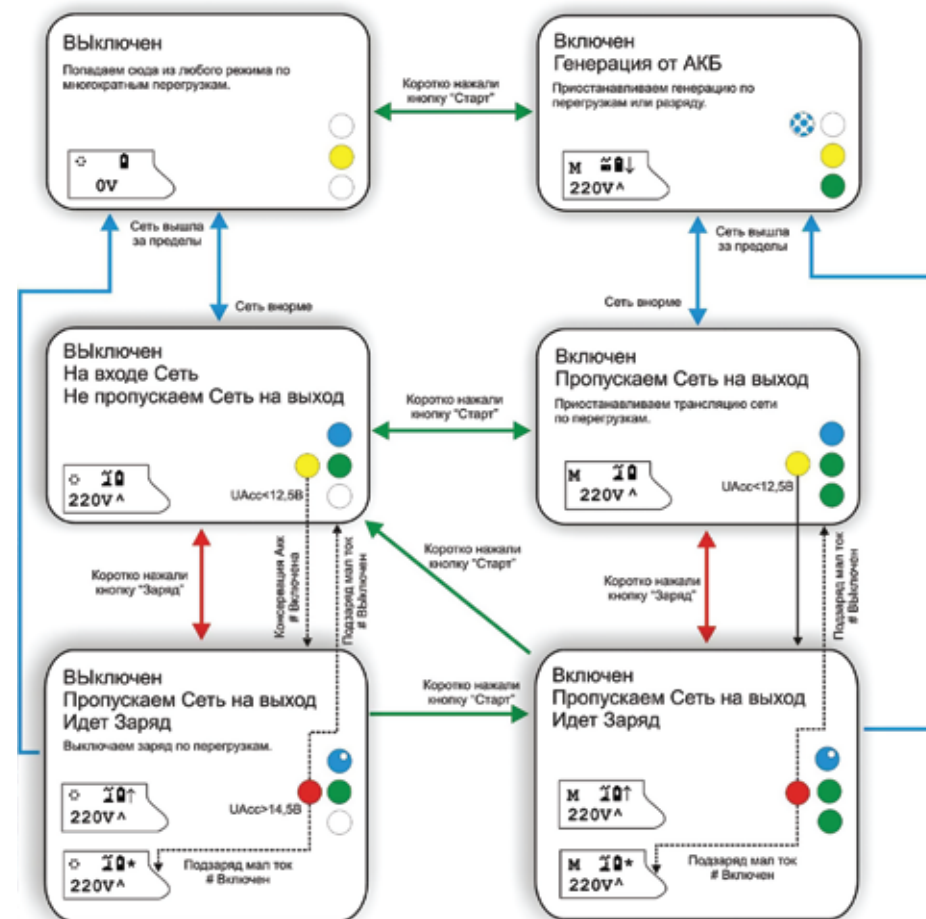 ВЫключен
Попадаем сюда из любого режима по
многократным перегрузкам.
0V
Коротко нажали
кнопку "Старт"
Включен
Генерация от АКБ
Приостанавливаем генерацию по
перегрузкам или разряду.
M
220V^
Сеть вышла
за пределы
Сеть внорме
Сеть вышла
за пределы
Сеть внорме
ВЫключен
На входе Сеть
Не пропускаем Сеть на выход
220V^
UAcc<12,5В
Коротко нажали
кнопку "Старт"
Включен
Пропускаем Сеть на выход
Приостанавливаем трансляцию сети
по перегрузкам.
M
220V^
UAcc<12,5В
Коротко нажали
кнопку "Заряд"
Консервация Акк
# Включена
Подзаряд мал ток
# ВЫключен
Коротко нажали
кнопку "Старт"
Коротко нажали
кнопку "Заряд"
Подзаряд мал ток
# ВЫключен
ВЫключен
Пропускаем Сеть на выход
Идет Заряд
Выключаем заряд по перегрузкам.
220V^
UAcc>14,5В
220V^
Подзаряд мал ток
# Включен
Коротко нажали
кнопку "Старт"
Включен
Пропускаем Сеть на выход
Идет Заряд
M
220V^
M
220V^
Подзаряд мал ток
# Включен